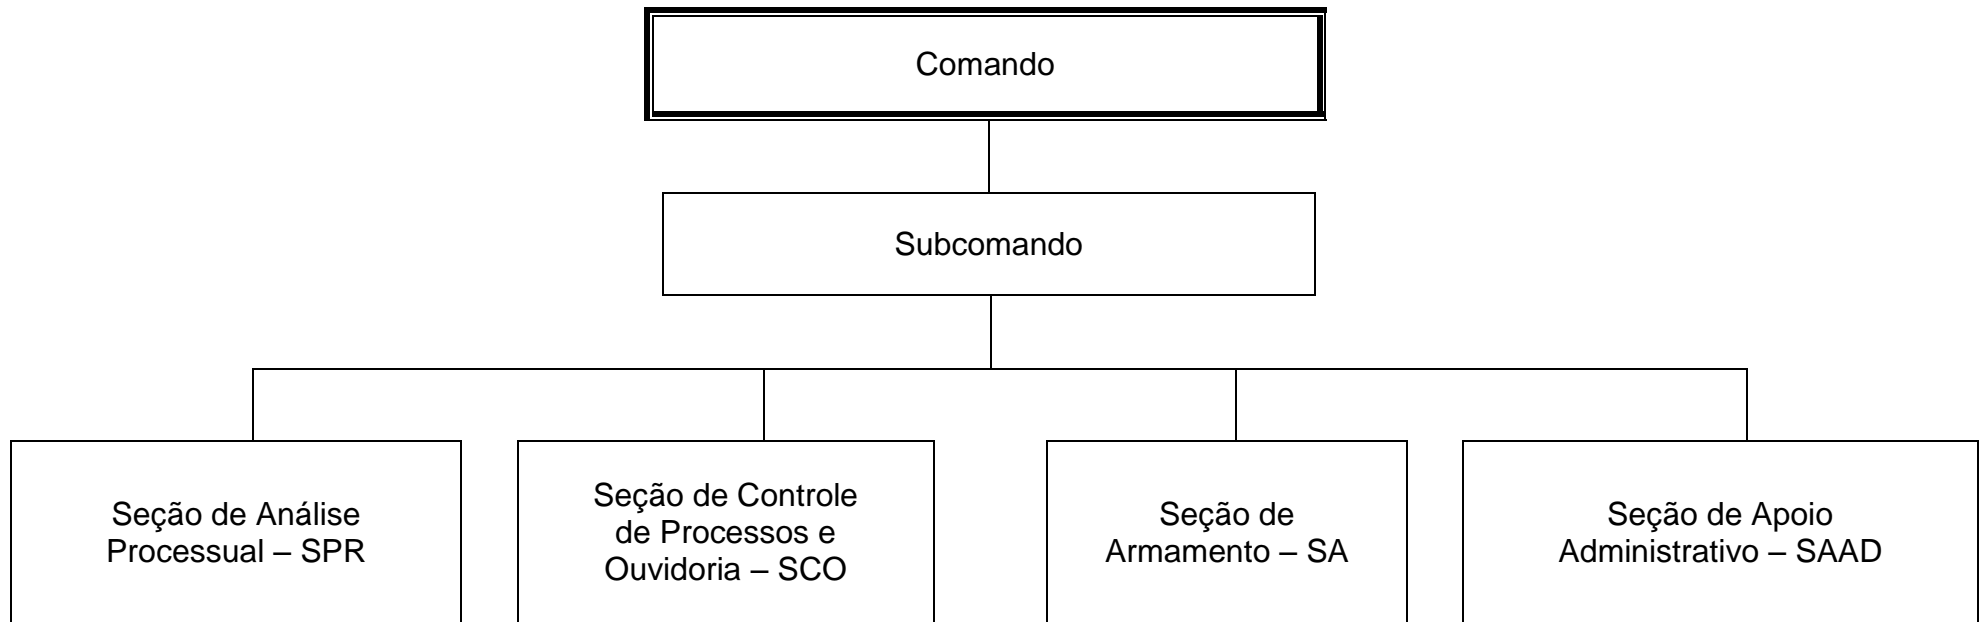 Comando
Subcomando
Seção de Análise
Processual – SPR
Seção de Controle
de Processos e
Ouvidoria – SCO
Seção de
Armamento – SA
Seção de Apoio
Administrativo – SAAD